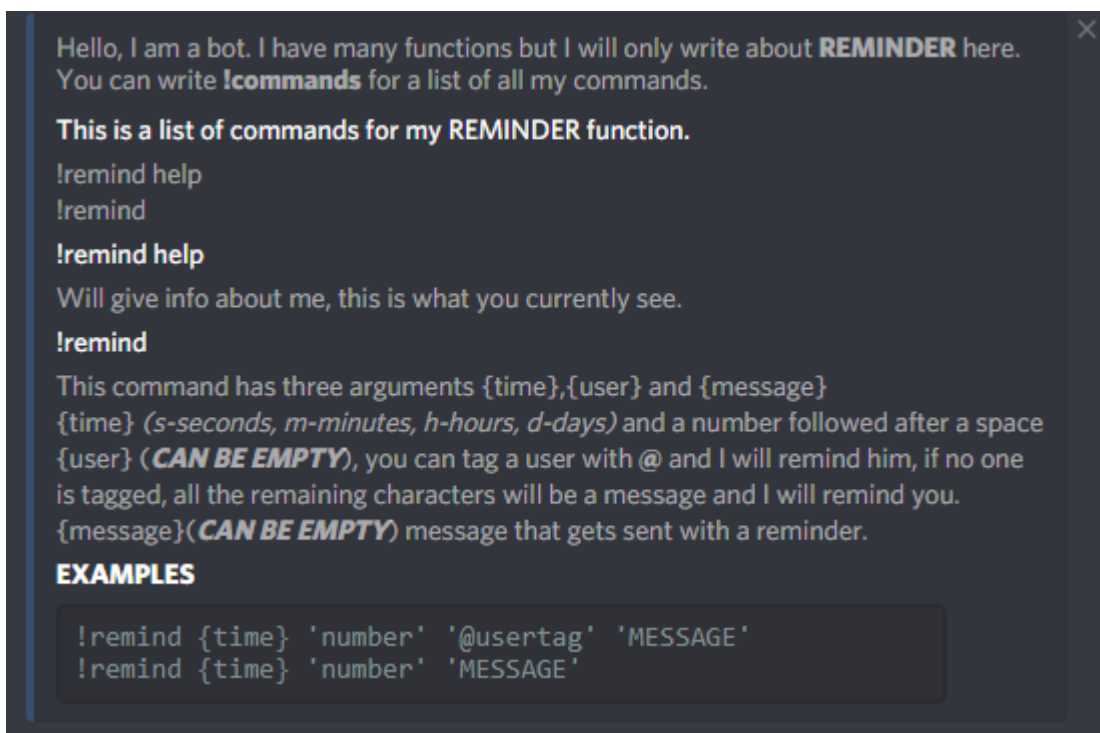 Hello, I am a bot. I have many functions but I will only write about REMINDER here.
You can write !commands for a list of all my commands.
This is a list of commands for my REMINDER function.
!remind help
!remind
!remind help
Will give info about me, this is what you currently see.
!remind
This command has three arguments {time},{user} and {message}
{time} (s-seconds, m-minutes, h-hours, d-days) and a number followed after a space
{user} (CAN BE EMPTY), you can tag a user with @ and I will remind him, if no one
is tagged, all the remaining characters will be a message and I will remind you.
{message}(CAN BE EMPTY) message that gets sent with a reminder.
EXAMPLES
!remind {time} 'number' '@usertag' 'MESSAGE'
!remind {time} 'number' 'MESSAGE'